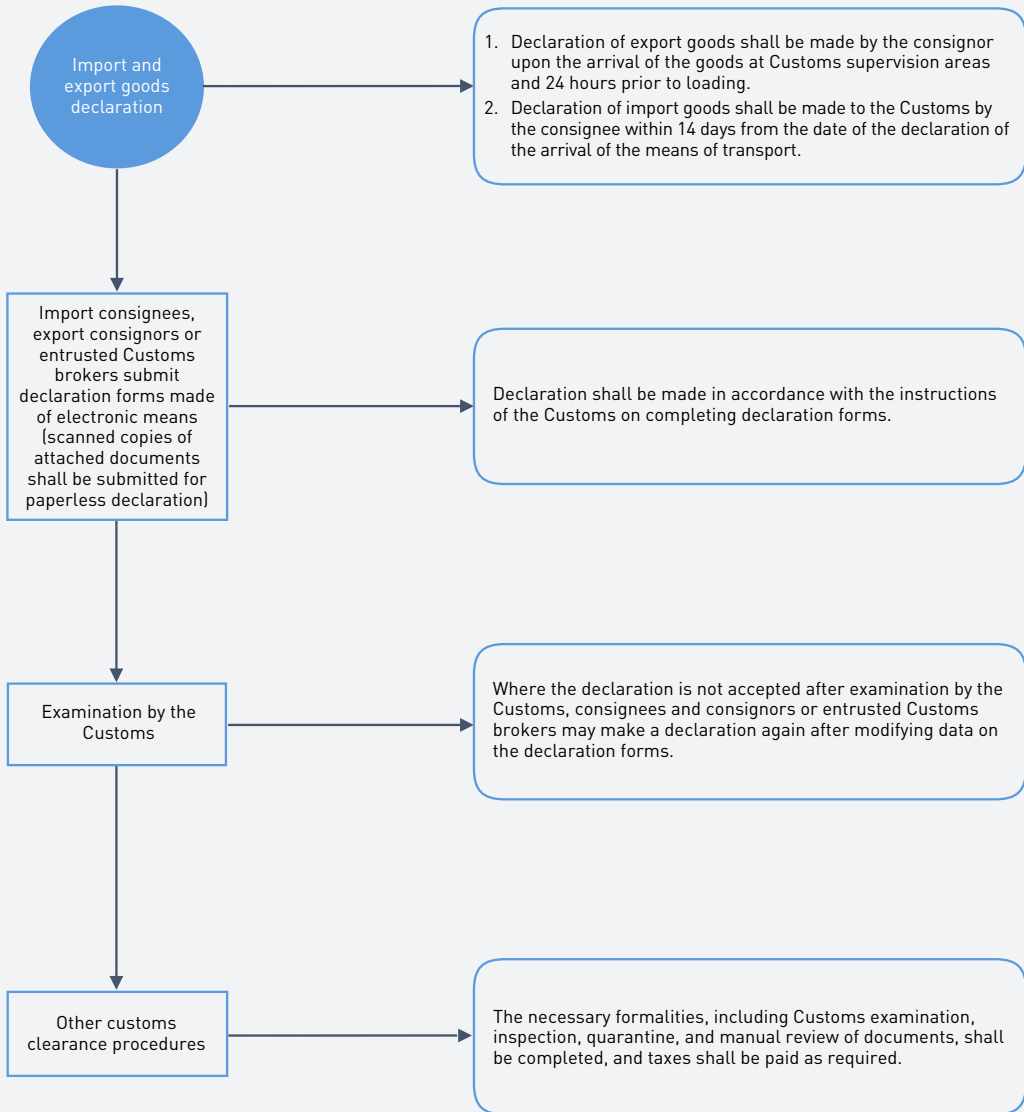 Import and
export goods
declaration
1. Declaration of export goods shall be made by the consignor
upon the arrival of the goods at Customs supervision areas
and 24 hours prior to loading.
2. Declaration of import goods shall be made to the Customs by
the consignee within 14 days from the date of the declaration of
the arrival of the means of transport.
Import consignees,
export consignors or
entrusted Customs
brokers submit
declaration forms made
of electronic means
(scanned copies of
attached documents
shall be submitted for
paperless declaration)
Declaration shall be made in accordance with the instructions
of the Customs on completing declaration forms.
Examination by the
Customs
Where the declaration is not accepted after examination by the
Customs, consignees and consignors or entrusted Customs
brokers may make a declaration again after modifying data on
the declaration forms.
Other customs
clearance procedures
The necessary formalities, including Customs examination,
inspection, quarantine, and manual review of documents, shall
be completed, and taxes shall be paid as required.